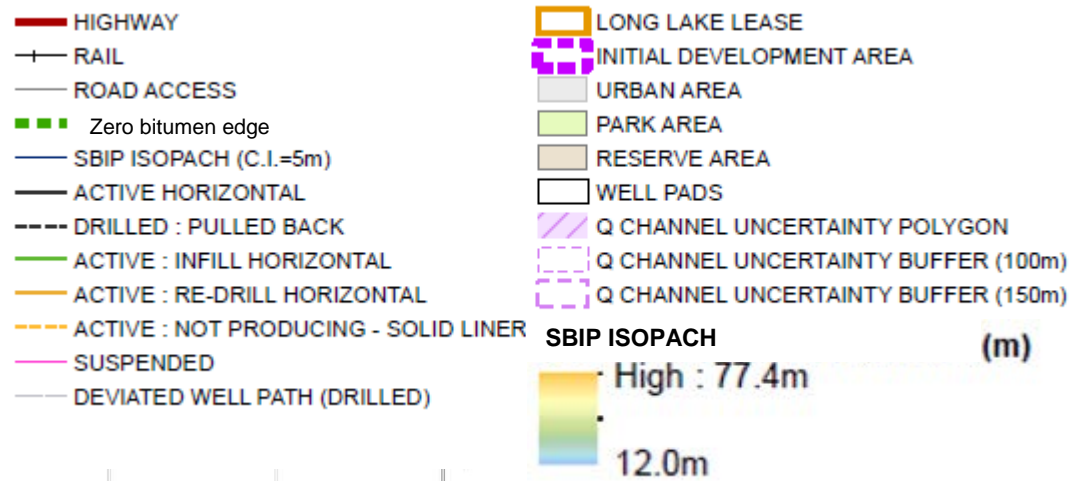 HIGHWAY
RAIL
ROAD ACCESS
Zero bitumen edge
SBIP ISOPACH (C.I.=5m)
ACTIVE HORIZONTAL
DRILLED : PULLED BACK
ACTIVE : INFILL HORIZONTAL
ACTIVE : RE-DRILL HORIZONTAL
ACTIVE : NOT PRODUCING - SOLID LINER
SUSPENDED
DEVIATED WELL PATH (DRILLED)
LONG LAKE LEASE
INITIAL DEVELOPMENT AREA
URBAN AREA
PARK AREA
RESERVE AREA
WELL PADS
Q CHANNEL UNCERTAINTY POLYGON
Q CHANNEL UNCERTAINTY BUFFER (100m)
Q CHANNEL UNCERTAINTY BUFFER (150m)
SBIP ISOPACH (m)
High : 77.4m
12.0m